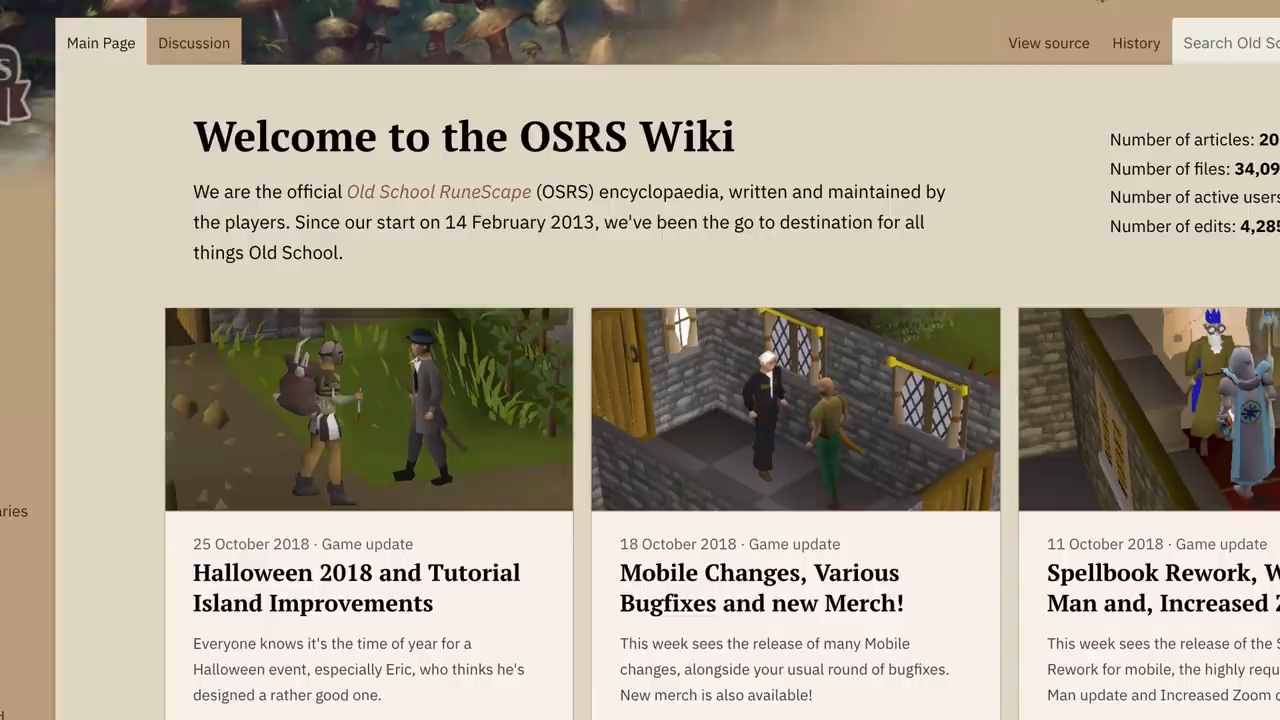 Main Page
Discussion
View source
History
Search Old
Welcome to the OSRS Wiki
We are the official Old School RuneScape (OSRS) encyclopaedia, written and maintained by
the players. Since our start on 14 February 2013, we've been the go to destination for all
things Old School.
Number of articles: 20
Number of files: 34,09
Number of active users
Number of edits: 4,285
25 October 2018 · Game update
Halloween 2018 and Tutorial
Island Improvements
Everyone knows it's the time of year for a
Halloween event, especially Eric, who thinks he's
designed a rather good one.
18 October 2018 · Game update
Mobile Changes, Various
Bugfixes and new Merch!
This week sees the release of many Mobile
changes, alongside your usual round of bugfixes.
New merch is also available!
11 October 2018 · Game update
Spellbook Rework,
Man and, Increased
This week sees the release of the
Rework for mobile, the highly
Man update and Increased Zoom